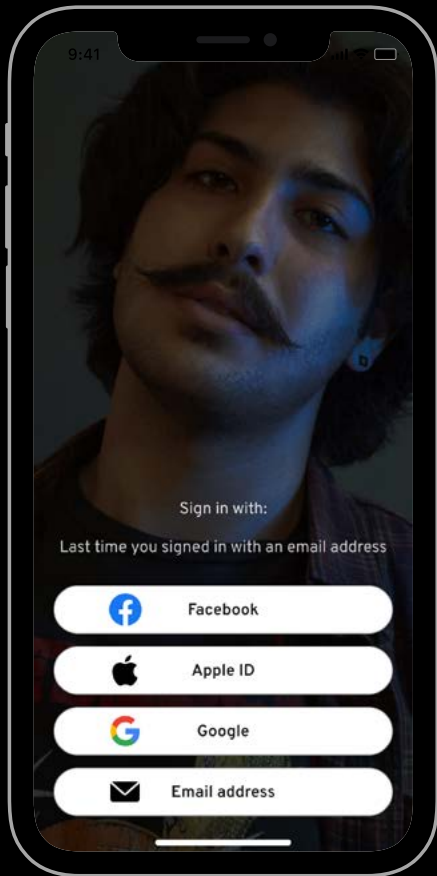 9:41
Sign in with:
Last time you signed in with an email address
Facebook
Apple ID
Google
Email address